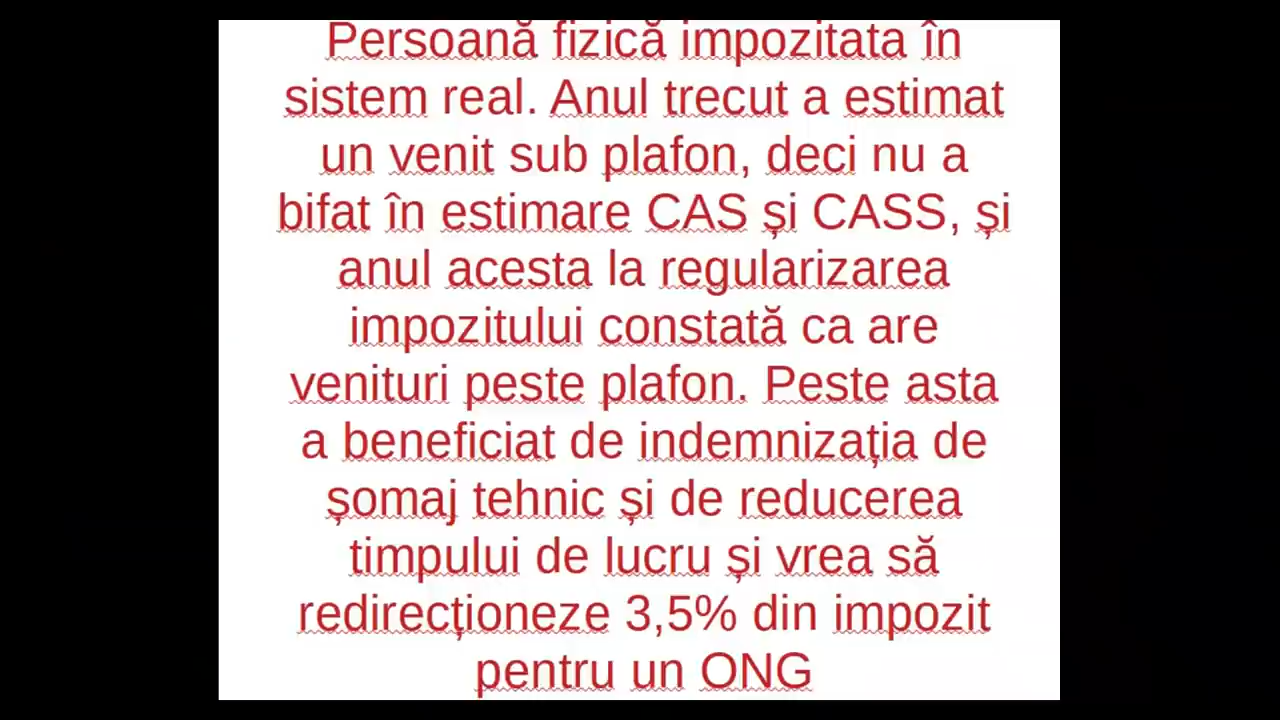 Persoană fizică impozitata în
sistem real. Anul trecut a estimat
un venit sub plafon, deci nu a
bifat în estimare CAS și CASS, și
anul acesta la regularizarea
impozitului constată ca are
venituri peste plafon. Peste asta
a beneficiat de indemnizația de
șomaj tehnic și de reducerea
timpului de lucru și vrea să
redirecționeze 3,5% din impozit
pentru un ONG